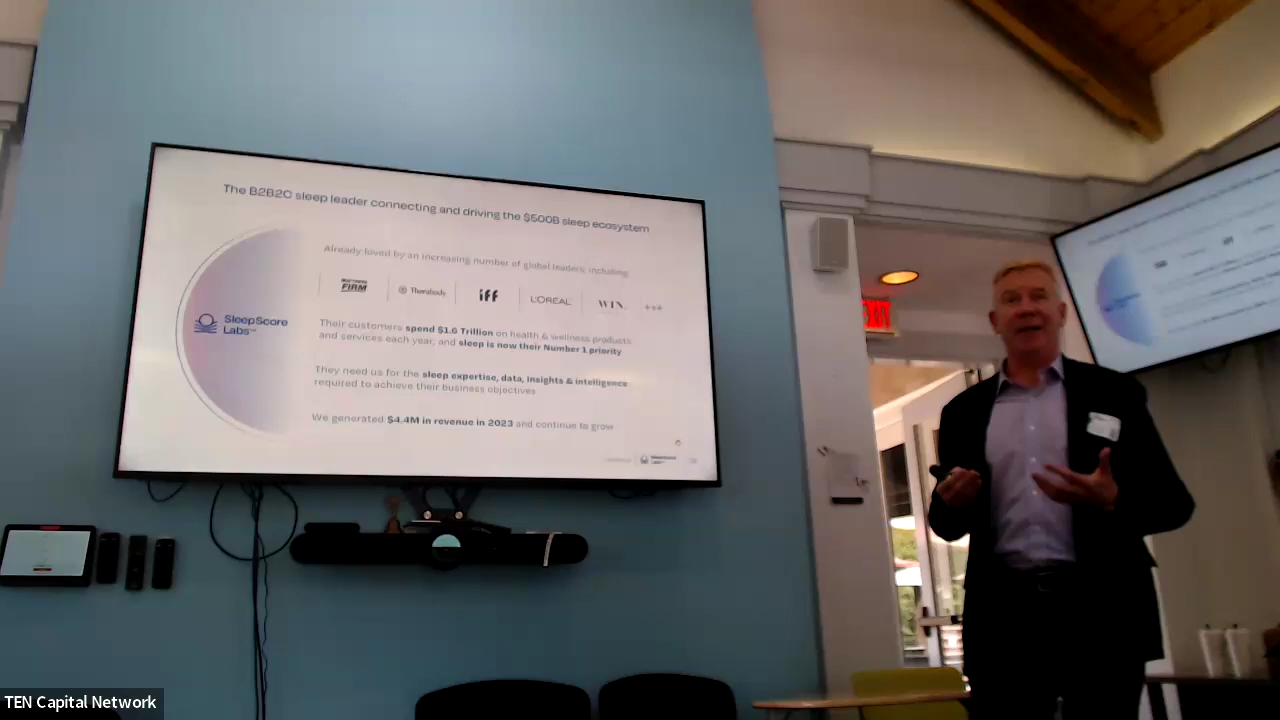 The B2B2C sleep leader connecting and driving the $500B sleep ecosystem
Already loved by an increasing number of global leaders, including
SleepScore
Labs™
MATTRESS
FIRM
Therabody
iff
L'ORÉAL
WIN.
Their customers spend $1.6 Trillion on health & wellness products
and services each year, and sleep is now their Number 1 priority
They need us for the sleep expertise, data, insights & intelligence
required to achieve their business objectives
We generated $4.4M in revenue in 2023 and continue to grow
SleepScore
Labs
EXIT
TEN Capital Network